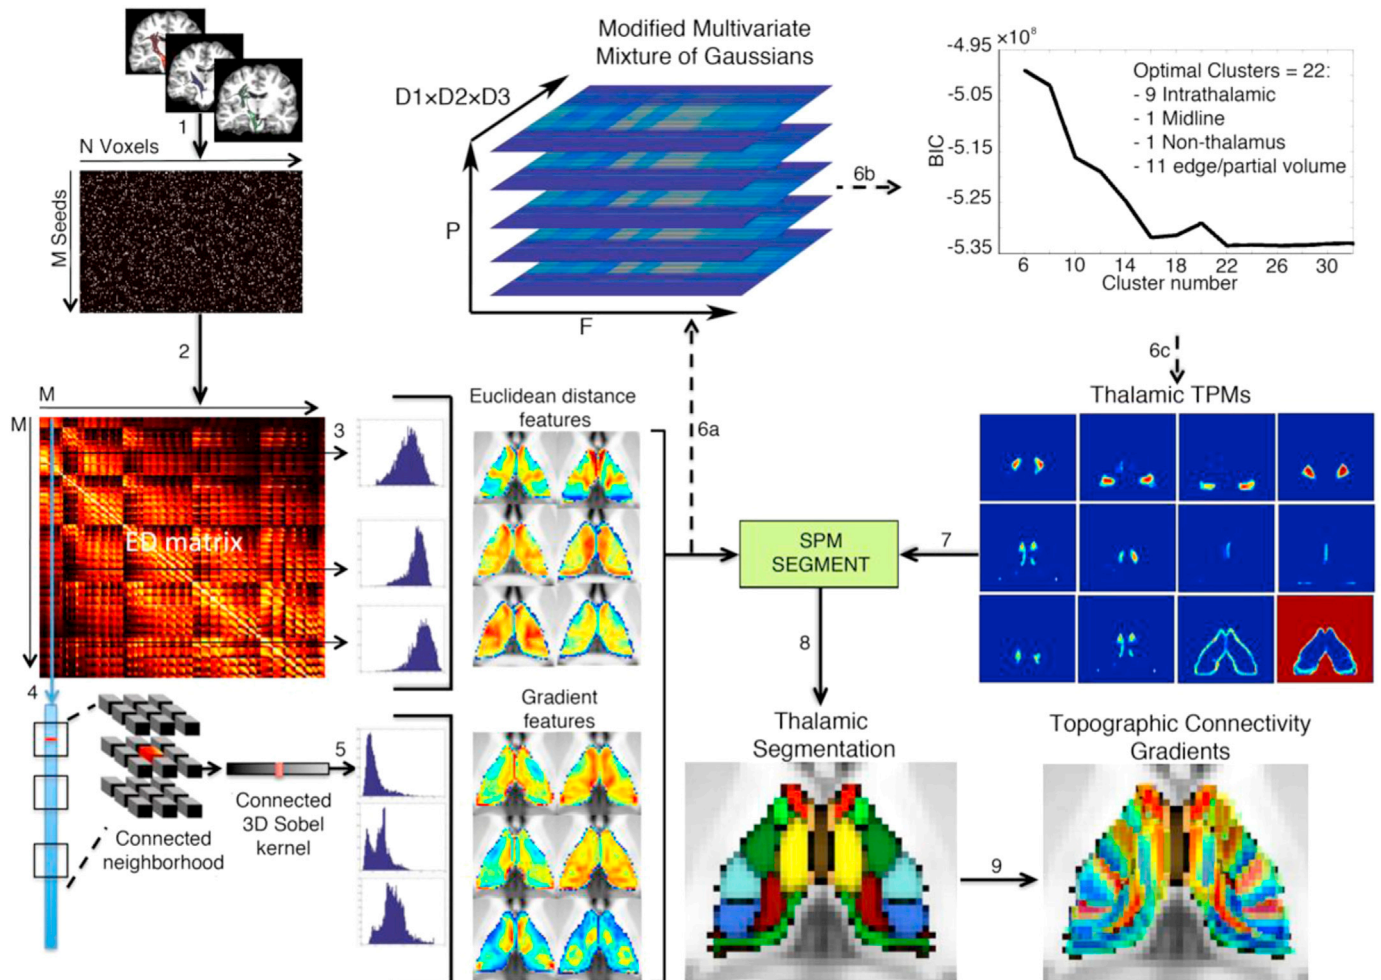 1
N Voxels
M Seeds
2
M
M
ED matrix
3
4
Connected
neighborhood
Connected
3D Sobel
kernel
5
Euclidean distance
features
Gradient
features
Modified Multivariate
Mixture of Gaussians
D1×D2×D3
P
F
6a
6b
-4.95 ×10⁸
-5.05
-5.15
-5.25
-5.35
BIC
Optimal Clusters = 22:
- 9 Intrathalamic
- 1 Midline
- 1 Non-thalamus
- 11 edge/partial volume
6 10 14 18 22 26 30
Cluster number
6c
Thalamic TPMs
SPM
SEGMENT
7
8
Thalamic
Segmentation
9
Topographic Connectivity
Gradients